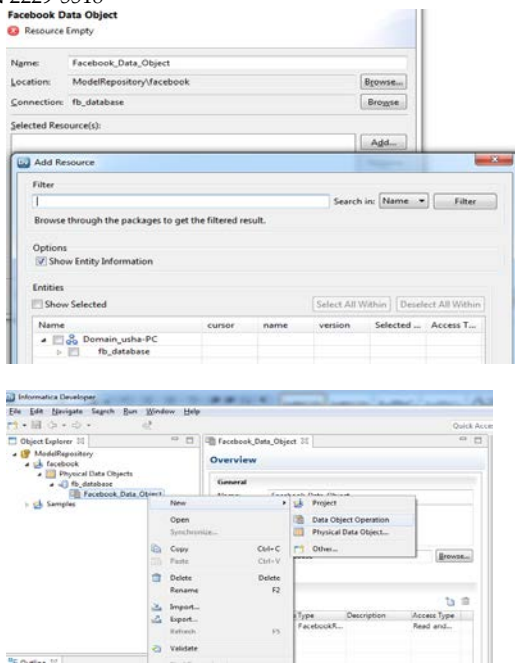 2229-5518
Facebook Data Object
Resource Empty
Name: Facebook_Data_Object
Location: ModelRepository\facebook Browse...
Connection: fb_database Browse
Selected Resource(s):
Add...
Add Resource
Filter
Search in: Name Filter
Browse through the packages to get the filtered result.
Options
Show Entity Information
Entities
Show Selected Select All Within Deselect All Within
Name cursor name version Selected ... Access T...
Domain_usha-PC
fb_database
Informatica Developer
File Edit Navigate Search Run Window Help
Quick Acce
Object Explorer Facebook_Data_Object
ModelRepository Overview
facebook
Physical Data Objects General
fb_database
Facebook_Data_Object
Samples New Project
Open Data Object Operation
Synchronize... Physical Data Object...
Copy Ctrl+C Other... Browse...
Paste Ctrl+V
Delete Delete
Rename F2
Import...
Export... Type Description Access Type
Refresh F5 FacebookR... Read and...
Validate
Outline